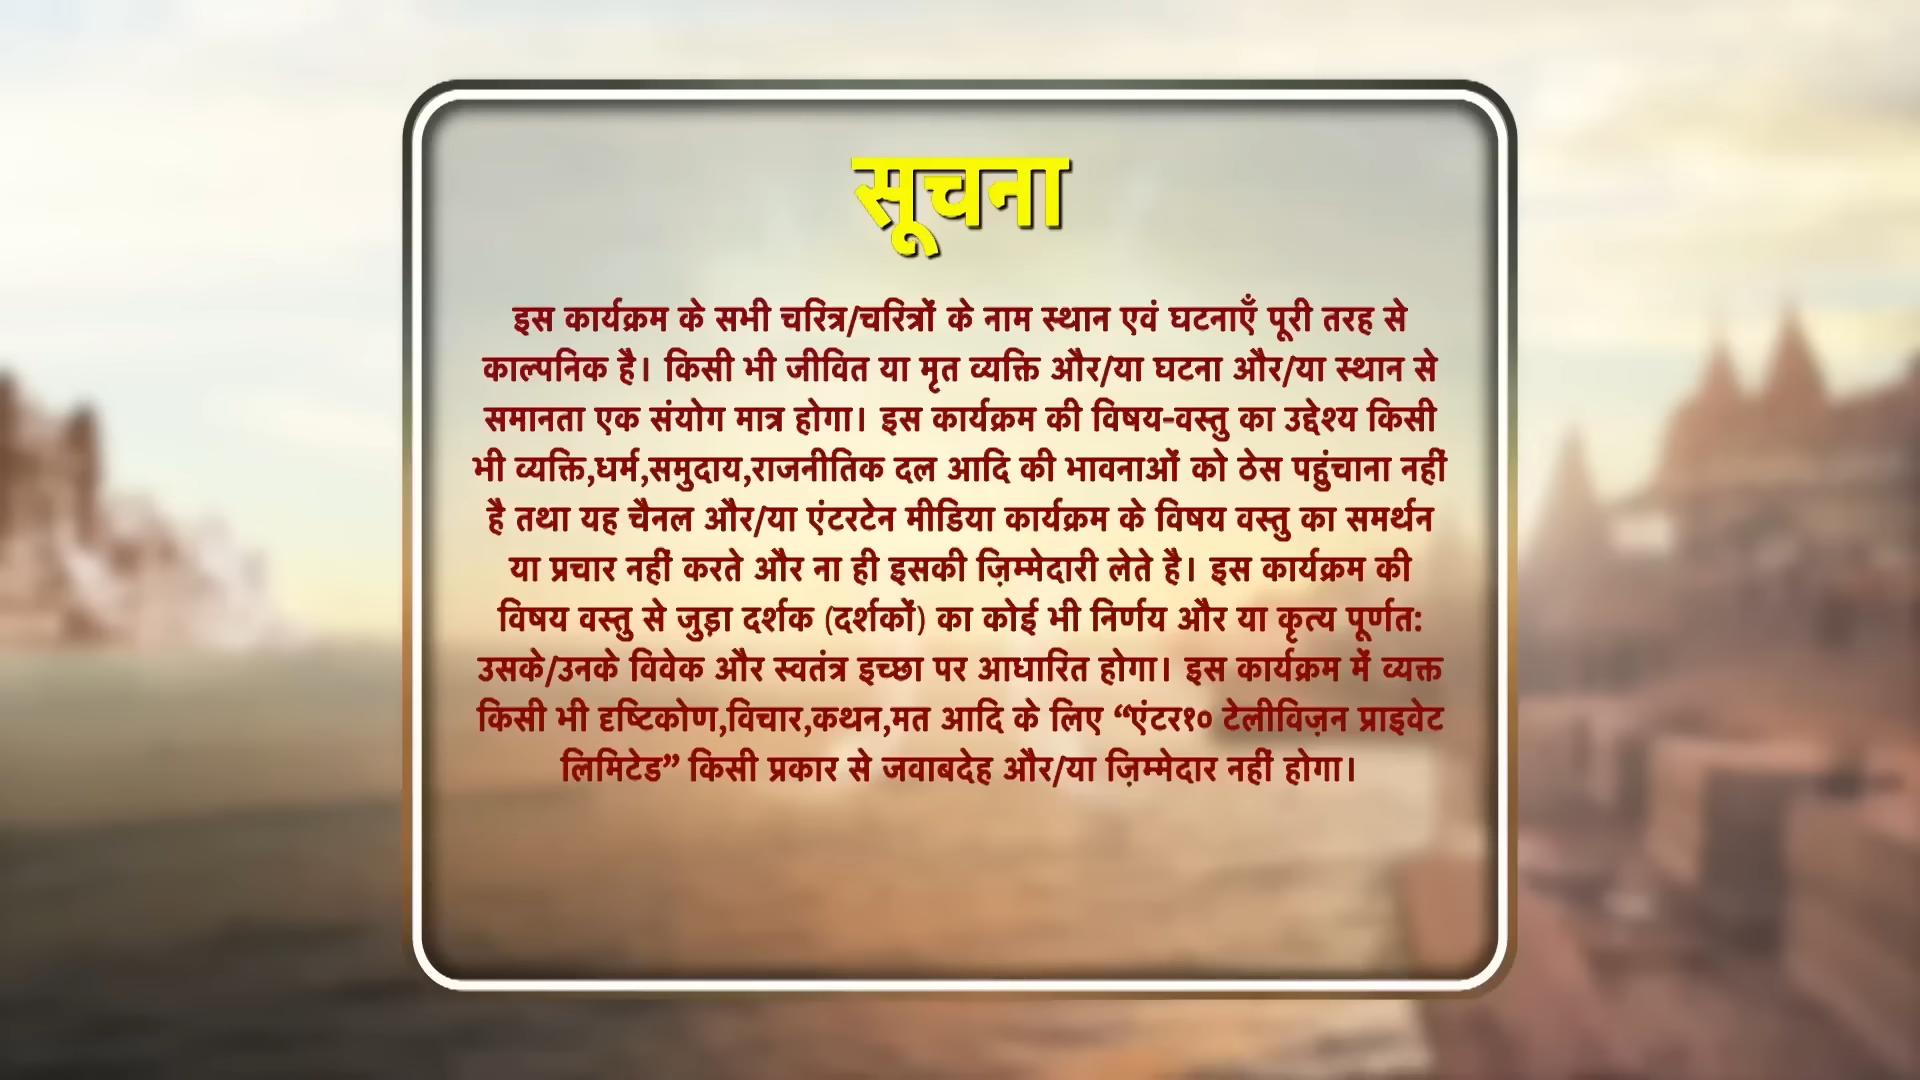 सूचना
इस कार्यक्रम के सभी चरित्र/चरित्रों के नाम स्थान एवं घटनाएँ पूरी तरह से
काल्पनिक है। किसी भी जीवित या मृत व्यक्ति और/या घटना और/या स्थान से
समानता एक संयोग मात्र होगा। इस कार्यक्रम की विषय-वस्तु का उद्देश्य किसी
भी व्यक्ति,धर्म,समुदाय,राजनीतिक दल आदि की भावनाओं को ठेस पहुंचाना नहीं
है तथा यह चैनल और/या एंटरटेन मीडिया कार्यक्रम के विषय वस्तु का समर्थन
या प्रचार नहीं करते और ना ही इसकी ज़िम्मेदारी लेते है। इस कार्यक्रम की
विषय वस्तु से जुड़ा दर्शक (दर्शकों) का कोई भी निर्णय और या कृत्य पूर्णत:
उसके/उनके विवेक और स्वतंत्र इच्छा पर आधारित होगा। इस कार्यक्रम में व्यक्त
किसी भी दृष्टिकोण,विचार,कथन,मत आदि के लिए “एंटर१० टेलीविज़न प्राइवेट
लिमिटेड” किसी प्रकार से जवाबदेह और/या ज़िम्मेदार नहीं होगा।